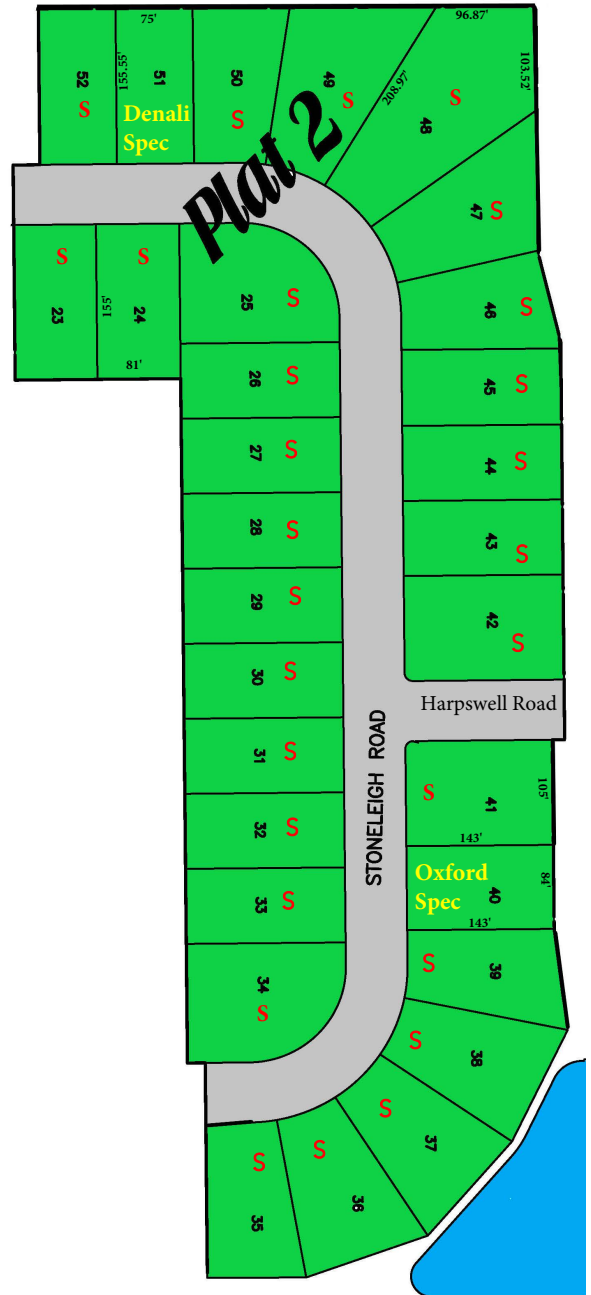 75'
96.87'
52
S
155.55'
51
Denali
Spec
50
S
49
S
208.97'
48
S
103.52'
Plat 2
47
S
23
S
155'
24
S
81'
25
S
46
S
26
S
45
S
27
S
44
S
28
S
43
S
29
S
42
S
30
S
Harpswell Road
31
S
STONELEIGH ROAD
41
S
105'
143'
32
S
Oxford
Spec
40
84'
143'
33
S
39
S
34
S
38
S
37
S
36
S
35
S